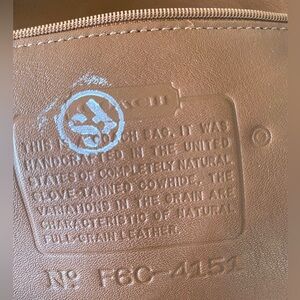 THIS IS A COACH BAG. IT WAS
HANDCRAFTED IN THE UNITED
STATES OF COMPLETELY NATURAL
GLOVE-TANNED COWHIDE. THE
VARIATIONS IN THE GRAIN ARE
CHARACTERISTIC OF NATURAL
FULL-GRAIN LEATHER.
Nº F6C-4151